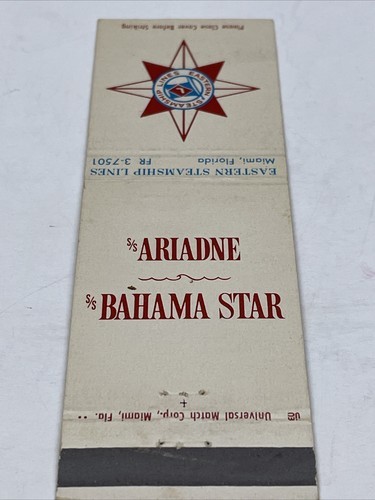 Please Close Cover Before Striking
EASTERN STEAMSHIP LINES
EASTERN STEAMSHIP LINES
Miami, Florida
FR 3-7501
S/S ARIADNE
S/S BAHAMA STAR
Universal Match Corp., Miami, Fla.